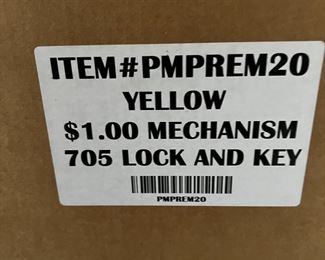 ITEM#PMPREM20
YELLOW
$1.00 MECHANISM
705 LOCK AND KEY
PMPREM20